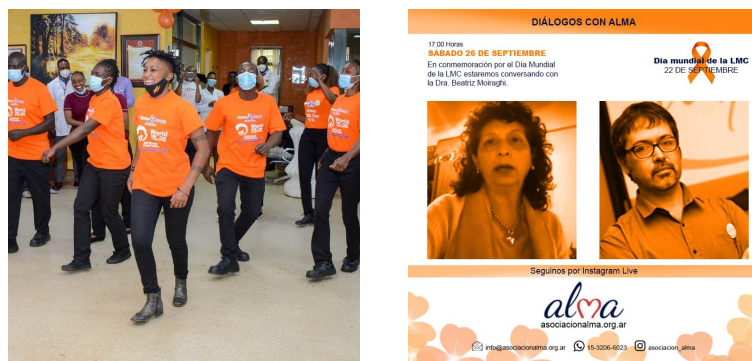 World
DIÁLOGOS CON ALMA
17:00 Horas
SÁBADO 26 DE SEPTIEMBRE
En conmemoración por el Día Mundial
de la LMC estaremos conversando con
la Dra. Beatriz Moiraghi.
Día mundial de la LMC
22 DE SEPTIEMBRE
Seguinos por Instagram Live
alma
asociacionalma.org.ar
info@asociacionalma.org.ar 15-3206-6023 asociacion_alma